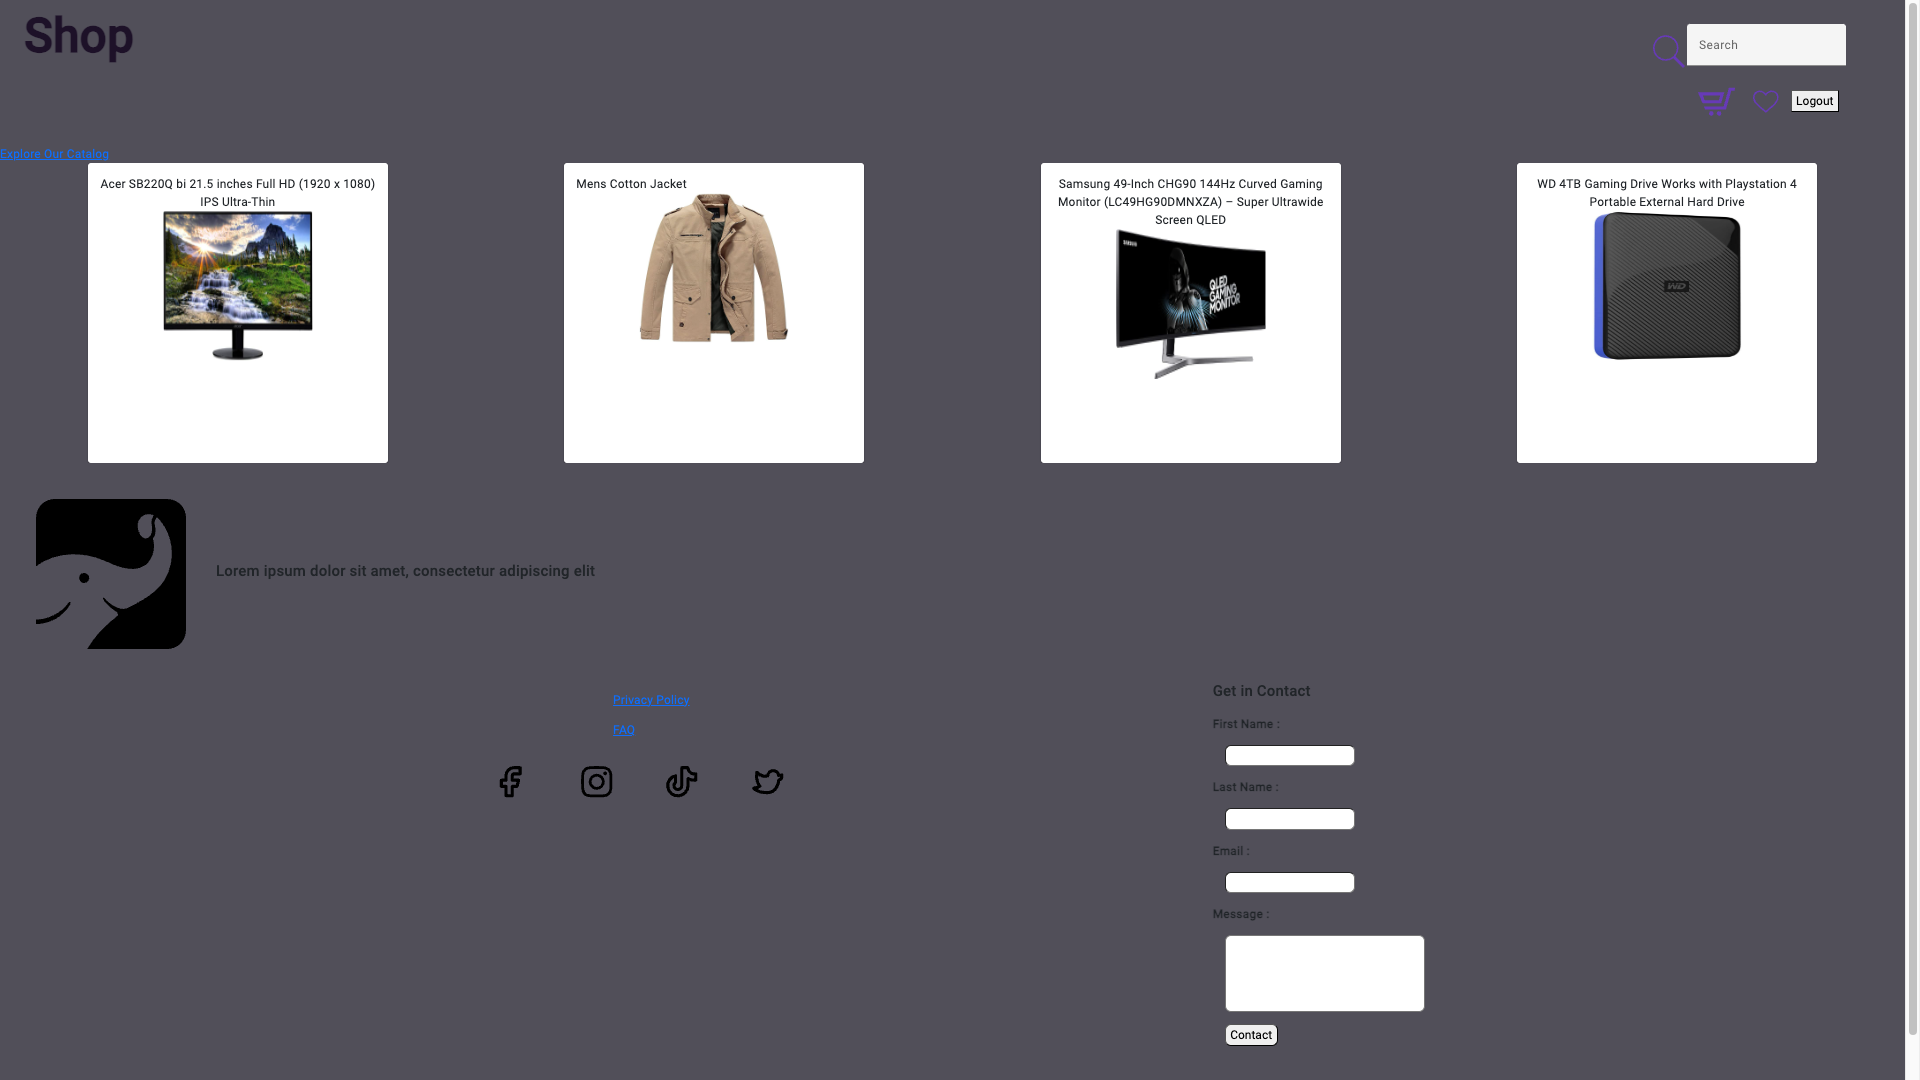 Shop
Search
Logout
Explore Our Catalog
Acer SB220Q bi 21.5 inches Full HD (1920 x 1080)
IPS Ultra-Thin
Mens Cotton Jacket
Samsung 49-Inch CHG90 144Hz Curved Gaming
Monitor (LC49HG90DMNXZA) – Super Ultrawide
Screen QLED
SAMSUNG
QLED
GAMING
MONITOR
WD 4TB Gaming Drive Works with Playstation 4
Portable External Hard Drive
WD
Lorem ipsum dolor sit amet, consectetur adipiscing elit
Privacy Policy
FAQ
Get in Contact
First Name :
Last Name :
Email :
Message :
Contact